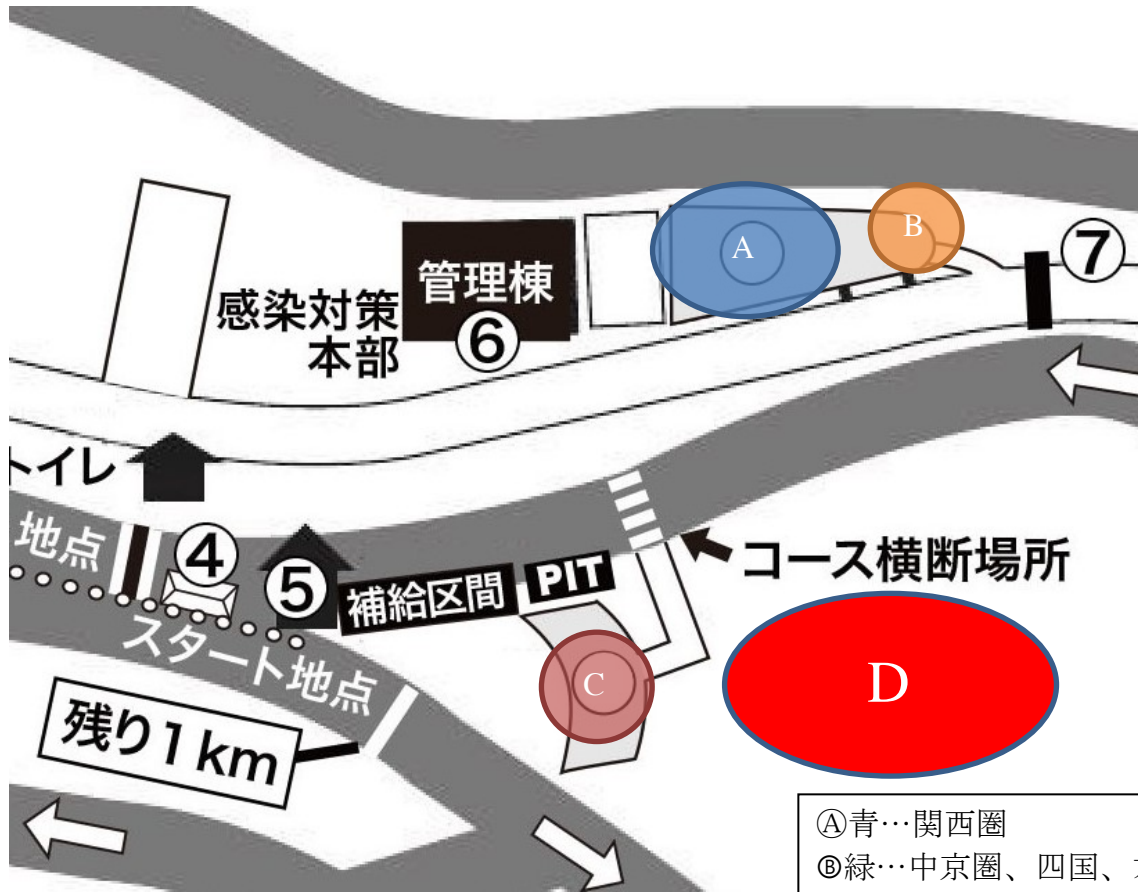 A
B
⑦
管理棟
⑥
感染対策
本部
トイレ
地点
④
⑤
補給区間
PIT
コース横断場所
スタート地点
C
D
残り1km
Ⓐ青…関西圏
Ⓑ緑…中京圏、四国、